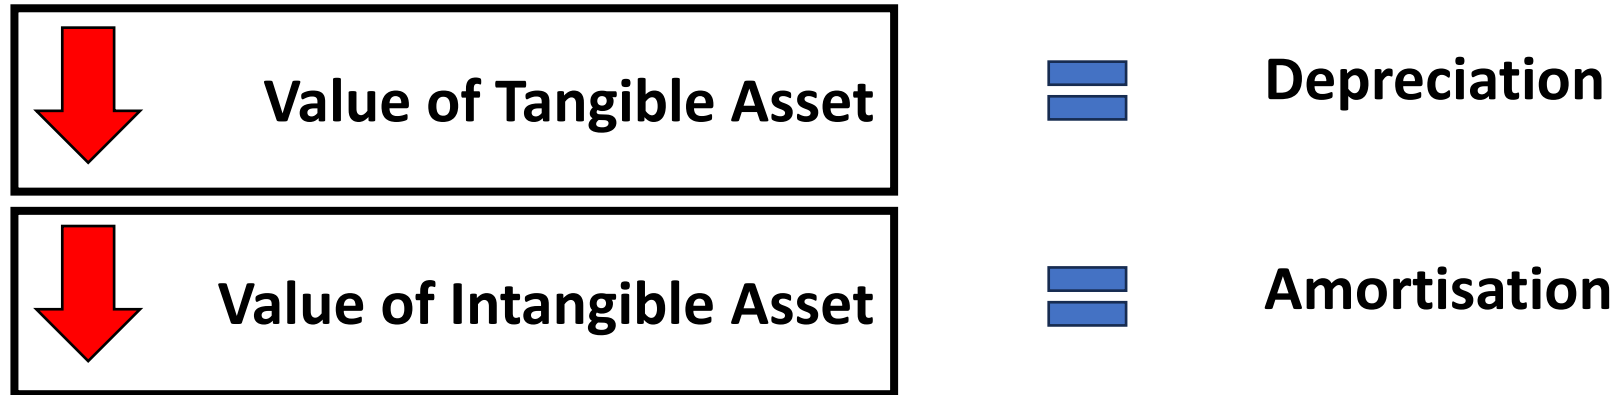 Value of Tangible Asset
Depreciation
Value of Intangible Asset
Amortisation